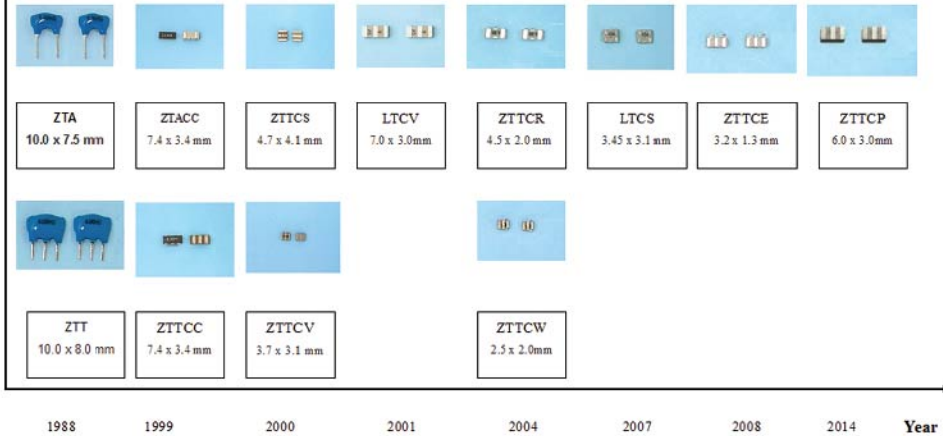 ZTA
10.0 x 7.5 mm
ZTACC
7.4 x 3.4 mm
ZTTCS
4.7 x 4.1 mm
LTCV
7.0 x 3.0mm
ZTTCR
4.5 x 2.0 mm
LTCS
3.45 x 3.1 mm
ZTTCE
3.2 x 1.3 mm
ZTTCP
6.0 x 3.0mm
ZTT
10.0 x 8.0 mm
ZTTCC
7.4 x 3.4 mm
ZTTCV
3.7 x 3.1 mm
ZTTCW
2.5 x 2.0mm
1988 1999 2000 2001 2004 2007 2008 2014 Year